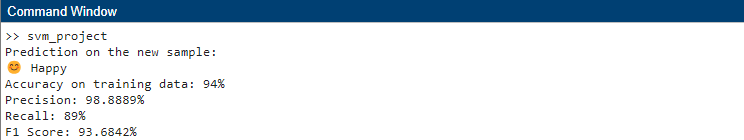 Command Window
>> svm_project
Prediction on the new sample:
😊 Happy
Accuracy on training data: 94%
Precision: 98.8889%
Recall: 89%
F1 Score: 93.6842%